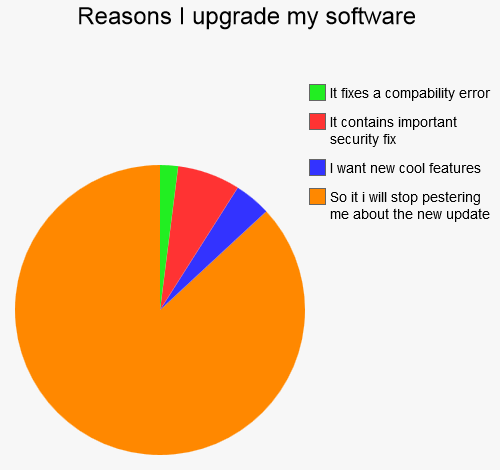 Reasons I upgrade my software
It fixes a compability error
It contains important
security fix
I want new cool features
So it i will stop pestering
me about the new update